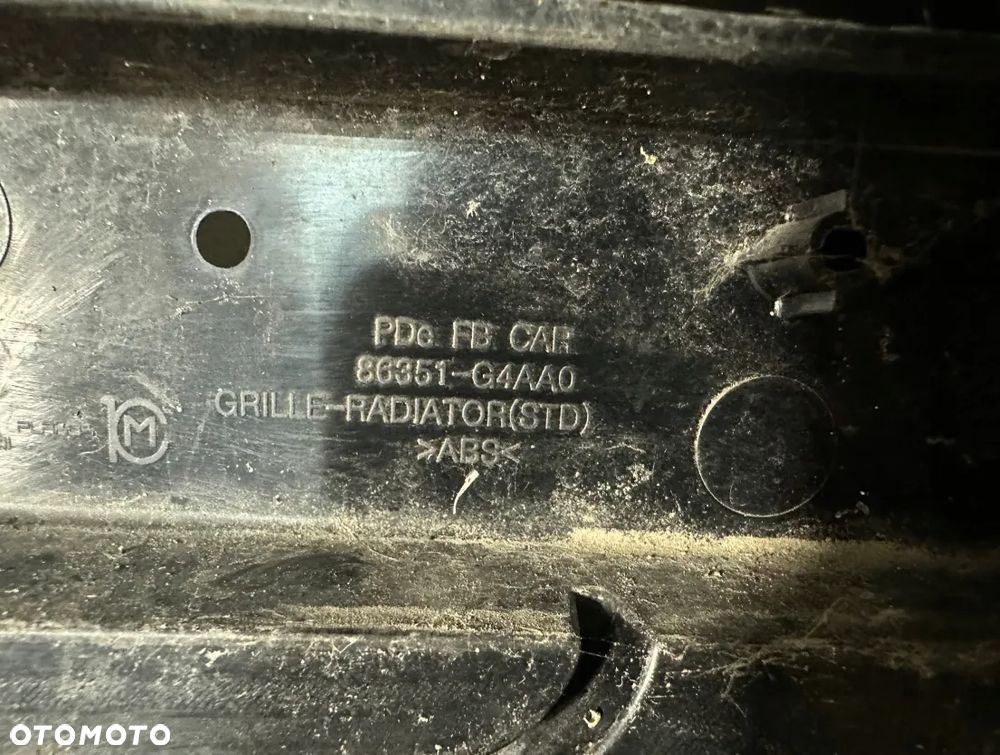 PDe FB CAR
86351-G4AA0
GRILLE-RADIATOR(STD)
>ABS<
M
OTOMOTO